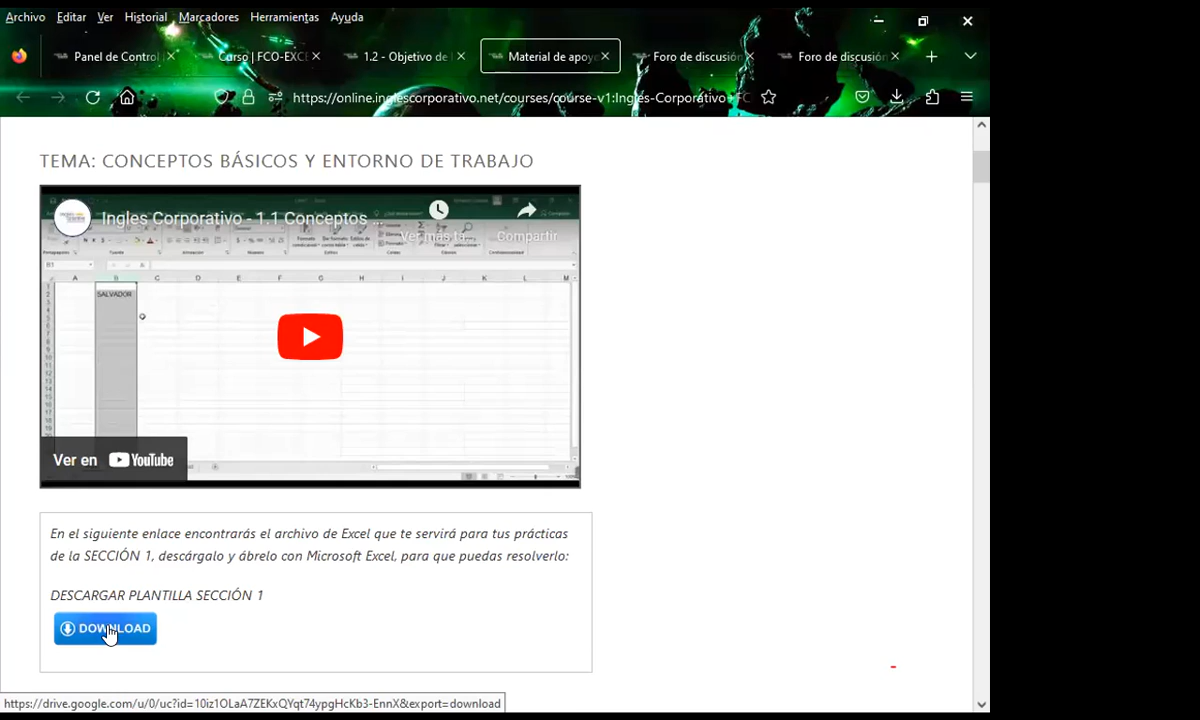 Archivo Editar Ver Historial Marcadores Herramientas Ayuda
Panel de Control Curso | FCO-EXCE 1.2 - Objetivo de Material de apoyo Foro de discusión Foro de discusión
https://online.inglescorporativo.net/courses/course-v1:Ingles-Corporativo+FC
TEMA: CONCEPTOS BÁSICOS Y ENTORNO DE TRABAJO
Ingles Corporativo - 1.1 Conceptos ...
Ver más ta... Compartir
B1
A B C D E F G H I J K L M
SALVADOR
Ver en YouTube
En el siguiente enlace encontrarás el archivo de Excel que te servirá para tus prácticas
de la SECCIÓN 1, descárgalo y ábrelo con Microsoft Excel, para que puedas resolverlo:
DESCARGAR PLANTILLA SECCIÓN 1
DOWNLOAD
https://drive.google.com/u/0/uc?id=10iz1OLaA7ZEKxQYqt74ypgHcKb3-EnnX&export=download